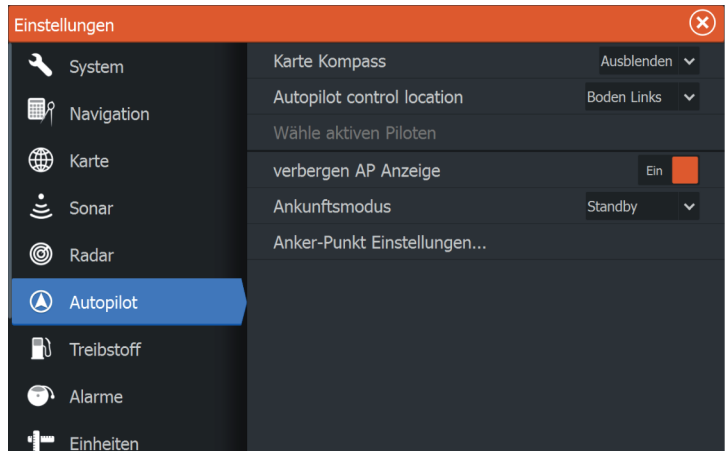 Einstellungen
System
Navigation
Karte
Sonar
Radar
Autopilot
Treibstoff
Alarme
Einheiten
Karte Kompass Ausblenden
Autopilot control location Boden Links
Wähle aktiven Piloten
verbergen AP Anzeige Ein
Ankunftsmodus Standby
Anker-Punkt Einstellungen...